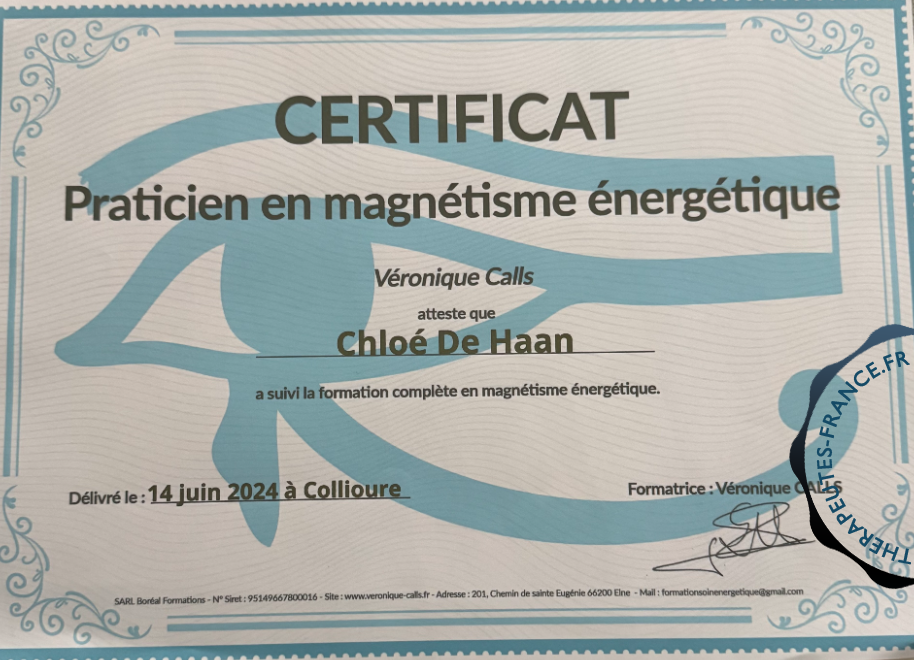 CERTIFICAT
Praticien en magnétisme énergétique
Véronique Calls
atteste que
Chloé De Haan
a suivi la formation complète en magnétisme énergétique.
Délivré le : 14 juin 2024 à Collioure
Formatrice : Véronique CALLS
THERAPEUTES-FRANCE.FR
SARL Boréal Formations - N° Siret : 95149667800016 - Site : www.veronique-calls.fr - Adresse : 201, Chemin de sainte Eugénie 66200 Elne - Mail : formationsoinenergetique@gmail.com